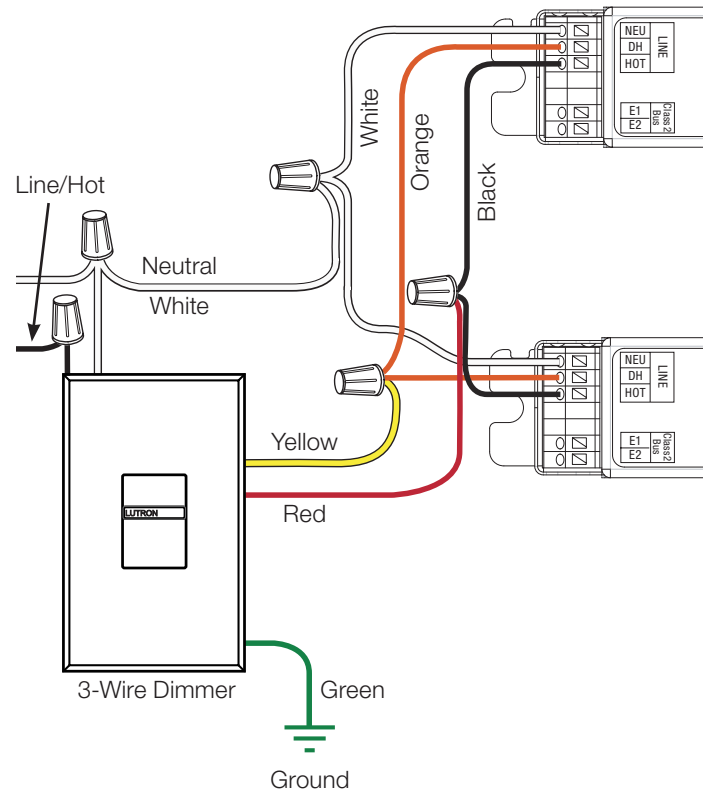 NEU
DH
HOT
LINE
E1
E2
Class 2
Bus
White
Orange
Black
Line/Hot
Neutral
White
NEU
DH
HOT
LINE
E1
E2
Class 2
Bus
Yellow
LUTRON
Red
3-Wire Dimmer
Green
Ground